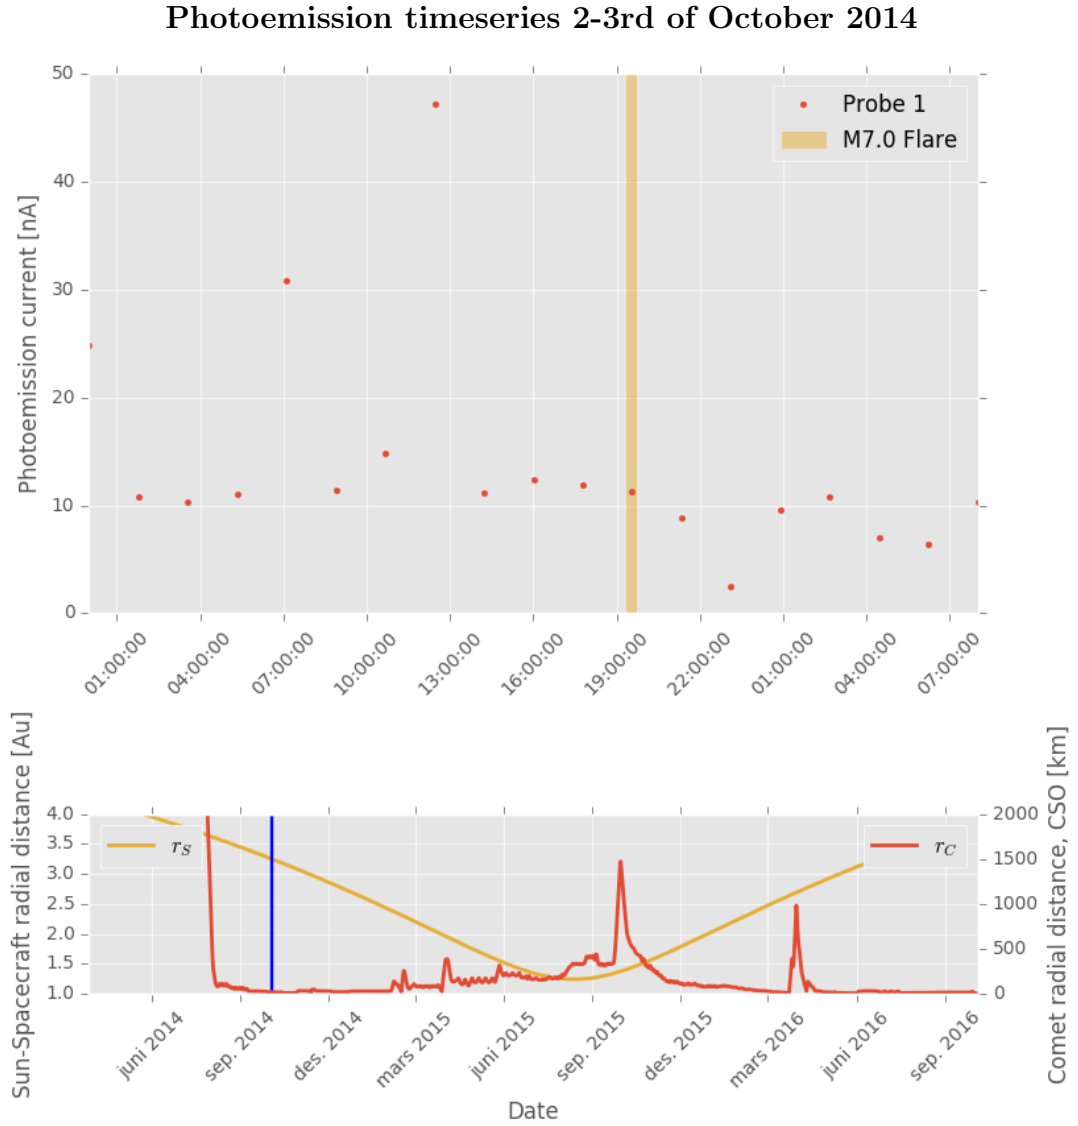 Photoemission timeseries 2-3rd of October 2014
Photoemission current [nA]
50
40
30
20
10
0
Probe 1
M7.0 Flare
01:00:00
04:00:00
07:00:00
10:00:00
13:00:00
16:00:00
19:00:00
22:00:00
01:00:00
04:00:00
07:00:00
Sun-Spacecraft radial distance [Au]
4.0
3.5
3.0
2.5
2.0
1.5
1.0
r_S
r_C
2000
1500
1000
500
0
Comet radial distance, CSO [km]
juni 2014
sep. 2014
des. 2014
mars 2015
juni 2015
sep. 2015
des. 2015
mars 2016
juni 2016
sep. 2016
Date